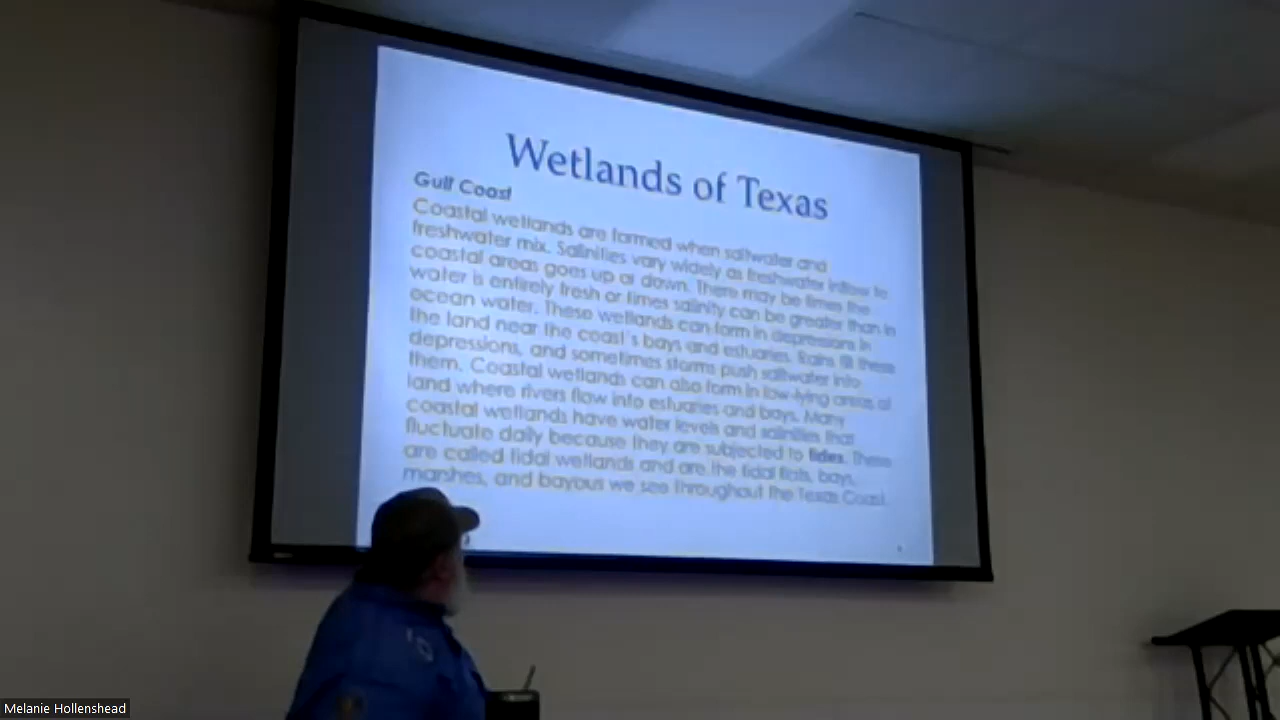 Wetlands of Texas
Gulf Coast
Coastal wetlands are formed when saltwater and
freshwater mix. Salinities vary widely as freshwater inflow to
coastal areas goes up or down. There may be times the
water is entirely fresh or times salinity can be greater than in
ocean water. These wetlands can form in depressions in
the land near the coast's bays and estuaries. Rains fill these
depressions, and sometimes storms push saltwater into
them. Coastal wetlands can also form in low-lying areas of
land where rivers flow into estuaries and bays. Many
coastal wetlands have water levels and salinities that
fluctuate daily because they are subjected to tides. These
are called tidal wetlands and are the tidal flats, bays,
marshes, and bayous we see throughout the Texas Coast.
Melanie Hollenshead